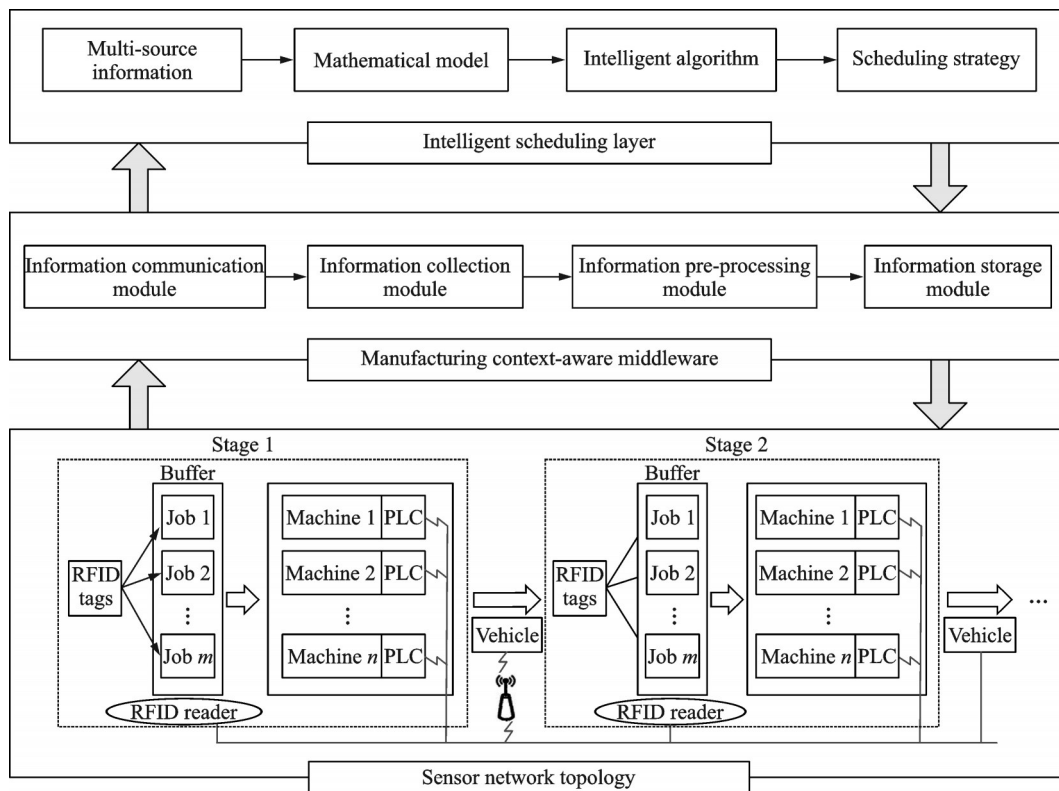 Multi-source
information
Mathematical model
Intelligent algorithm
Scheduling strategy
Intelligent scheduling layer
Information communication
module
Information collection
module
Information pre-processing
module
Information storage
module
Manufacturing context-aware middleware
Stage 1
Buffer
RFID
tags
Job 1
Job 2
⋮
Job m
Machine 1 PLC
Machine 2 PLC
⋮
Machine n PLC
RFID reader
Vehicle
Stage 2
Buffer
RFID
tags
Job 1
Job 2
⋮
Job m
Machine 1 PLC
Machine 2 PLC
⋮
Machine n PLC
RFID reader
Vehicle
...
Sensor network topology